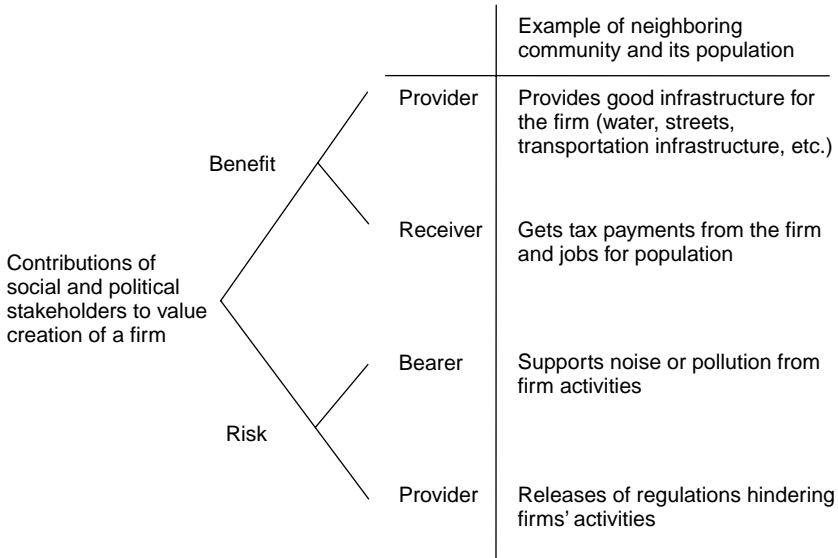 Example of neighboring
community and its population
Provider
Provides good infrastructure for
the firm (water, streets,
transportation infrastructure, etc.)
Benefit
Receiver
Gets tax payments from the firm
and jobs for population
Contributions of
social and political
stakeholders to value
creation of a firm
Bearer
Supports noise or pollution from
firm activities
Risk
Provider
Releases of regulations hindering
firms’ activities